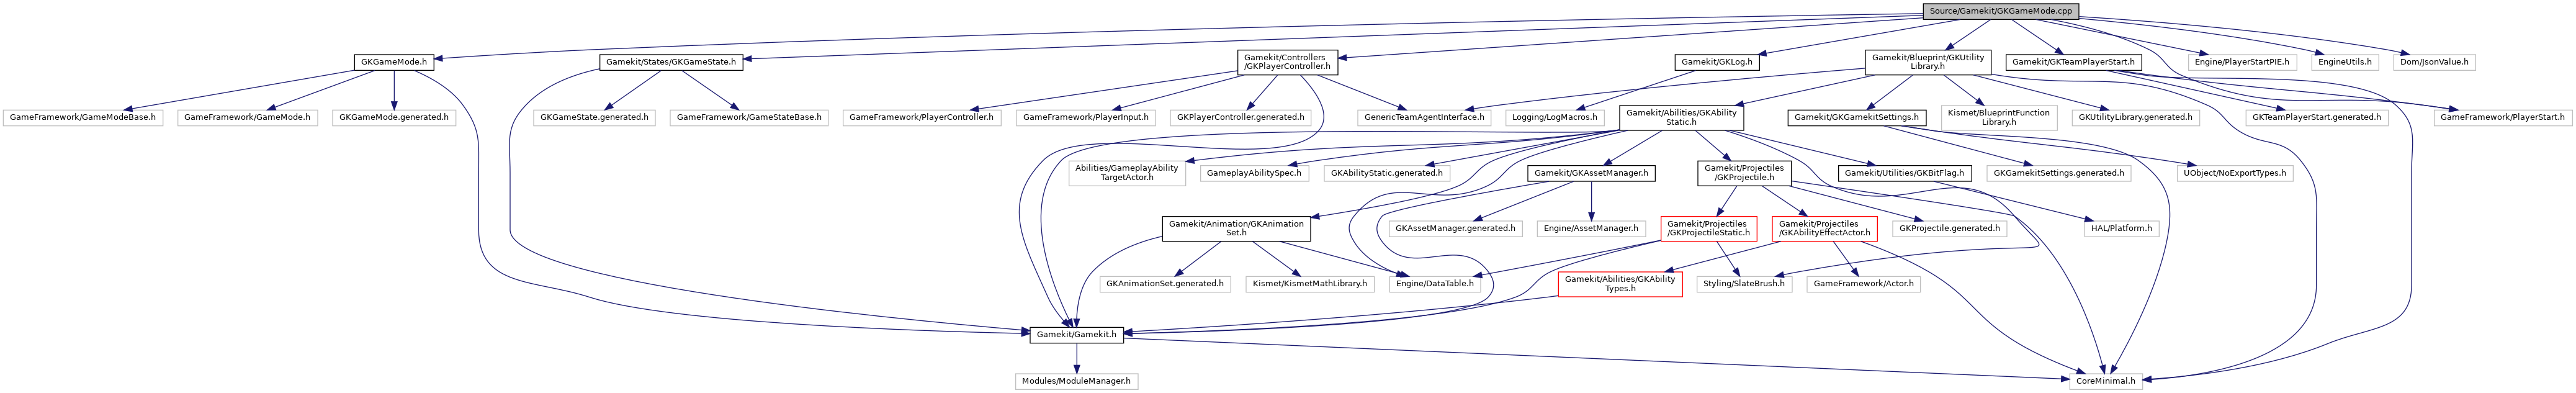 Source/Gamekit/GKGameMode.cpp
GKGameMode.h
Gamekit/States/GKGameState.h
Gamekit/Controllers
/GKPlayerController.h
Gamekit/GKLog.h
Gamekit/Blueprint/GKUtility
Library.h
Gamekit/GKTeamPlayerStart.h
Engine/PlayerStartPIE.h
EngineUtils.h
Dom/JsonValue.h
GameFramework/GameModeBase.h
GameFramework/GameMode.h
GKGameMode.generated.h
GKGameState.generated.h
GameFramework/GameStateBase.h
GameFramework/PlayerController.h
GameFramework/PlayerInput.h
GKPlayerController.generated.h
GenericTeamAgentInterface.h
Logging/LogMacros.h
Gamekit/Abilities/GKAbility
Static.h
Gamekit/GKGamekitSettings.h
Kismet/BlueprintFunction
Library.h
GKUtilityLibrary.generated.h
GKTeamPlayerStart.generated.h
GameFramework/PlayerStart.h
Abilities/GameplayAbility
TargetActor.h
GameplayAbilitySpec.h
GKAbilityStatic.generated.h
Gamekit/GKAssetManager.h
Gamekit/Projectiles
/GKProjectile.h
Gamekit/Utilities/GKBitFlag.h
GKGamekitSettings.generated.h
UObject/NoExportTypes.h
Gamekit/Animation/GKAnimation
Set.h
GKAssetManager.generated.h
Engine/AssetManager.h
Gamekit/Projectiles
/GKProjectileStatic.h
Gamekit/Projectiles
/GKAbilityEffectActor.h
GKProjectile.generated.h
HAL/Platform.h
GKAnimationSet.generated.h
Kismet/KismetMathLibrary.h
Engine/DataTable.h
Gamekit/Abilities/GKAbility
Types.h
Styling/SlateBrush.h
GameFramework/Actor.h
Gamekit/Gamekit.h
Modules/ModuleManager.h
CoreMinimal.h